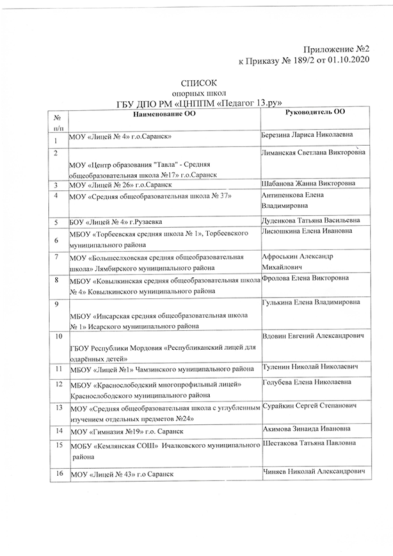 Приложение №2
к Приказу № 189/2 от 01.10.2020
СПИСОК
опорных школ
ГБУ ДПО РМ «ЦНППМ «Педагог 13.ру»
№ п/п Наименование ОО Руководитель ОО
1 МОУ «Лицей № 4» г.о.Саранск» Березина Лариса Николаевна
2 Лиманская Светлана Викторовна
МОУ «Центр образования "Тавла" - Средняя
общеобразовательная школа №17» г.о.Саранск
3 МОУ «Лицей № 26» г.о.Саранск Шабанова Жанна Викторовна
4 МОУ «Средняя общеобразовательная школа № 37» Антипенкова Елена
Владимировна
5 БОУ «Лицей № 4» г.Рузаевка Дуденкова Татьяна Васильевна
6 МБОУ «Торбеевская средняя школа № 1», Торбеевского Лисюшкина Елена Ивановна
муниципального района
7 МОУ «Большеелховская средняя общеобразовательная Афроськин Александр
школа» Лямбирского муниципального района Михайлович
8 МБОУ «Ковылкинская средняя общеобразовательная школа Фролова Елена Викторовна
№ 4» Ковылкинского муниципального района
9 Гулькина Елена Владимировна
МБОУ «Инсарская средняя общеобразовательная школа
№ 1» Исарского муниципального района
10 Вдовин Евгений Александрович
ГБОУ Республики Мордовия «Республиканский лицей для
одарённых детей»
11 МБОУ «Лицей №1» Чамзинского муниципального района Туленин Николай Николаевич
12 МБОУ «Краснослободский многопрофильный лицей» Голубева Елена Николаевна
Краснослободского муниципального района
13 МОУ «Средняя общеобразовательная школа с углубленным Сурайкин Сергей Степанович
изучением отдельных предметов №24»
14 МОУ «Гимназия №19» г.о. Саранск Акимова Зинаида Ивановна
15 МОБУ «Кемлянская СОШ» Ичалковского муниципального Шестакова Татьяна Павловна
района
16 МОУ «Лицей № 43» г.о Саранск Чиняев Николай Александрович